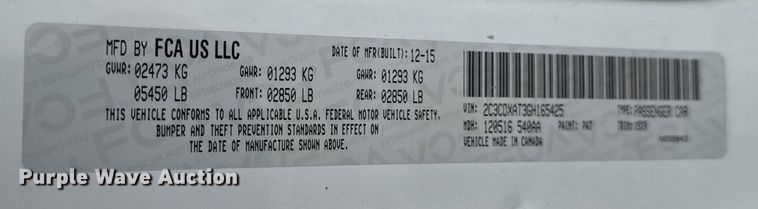 MFD BY FCA US LLC
DATE OF MFR(BUILT): 12-15
GVWR: 02473 KG GAWR: 01293 KG GAWR: 01293 KG
05450 LB FRONT: 02850 LB REAR: 02850 LB
THIS VEHICLE CONFORMS TO ALL APPLICABLE U.S.A. FEDERAL MOTOR VEHICLE SAFETY,
BUMPER AND THEFT PREVENTION STANDARDS IN EFFECT ON
THE DATE OF MANUFACTURE SHOWN ABOVE.
VIN: 2C3CDXAT3GH165425 TYPE: PASSENGER CAR
MDH: 120516 540AA PAINT: PW7 TRIM:
VEHICLE MADE IN CANADA
Purple Wave Auction